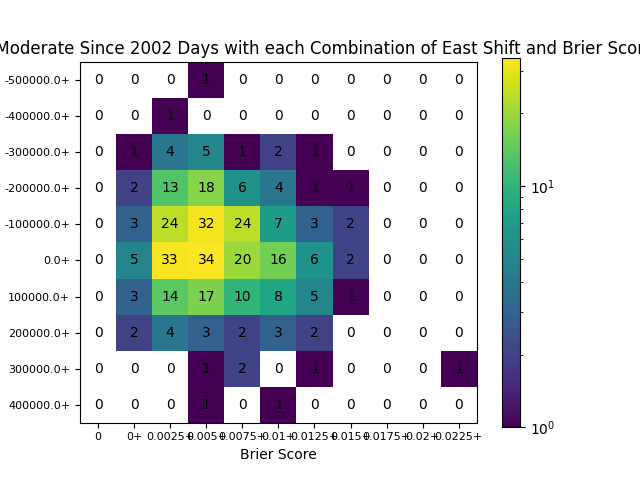 Moderate Since 2002 Days with each Combination of East Shift and Brier Scor
-500000.0+ 0 0 0 1 0 0 0 0 0 0 0
-400000.0+ 0 0 1 0 0 0 0 0 0 0 0
-300000.0+ 0 1 4 5 1 2 1 0 0 0 0
-200000.0+ 0 2 13 18 6 4 1 1 0 0 0
-100000.0+ 0 3 24 32 24 7 3 2 0 0 0
0.0+ 0 5 33 34 20 16 6 2 0 0 0
100000.0+ 0 3 14 17 10 8 5 1 0 0 0
200000.0+ 0 2 4 3 2 3 2 0 0 0 0
300000.0+ 0 0 0 1 2 0 1 0 0 0 1
400000.0+ 0 0 0 1 0 1 0 0 0 0 0
0 0+ 0.0025+ 0.005+ 0.0075+ 0.01+ 0.0125+ 0.015+ 0.0175+ 0.02+ 0.0225+
Brier Score
10¹
10⁰